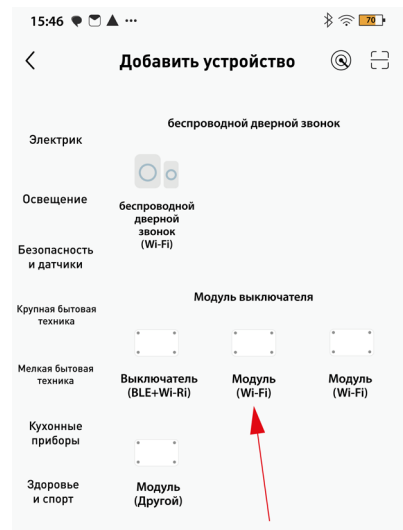 15:46
70
Добавить устройство
беспроводной дверной звонок
Электрик
Освещение
беспроводной
дверной
звонок
(Wi-Fi)
Безопасность
и датчики
Модуль выключателя
Крупная бытовая
техника
Мелкая бытовая
техника
Выключатель
(BLE+Wi-Ri)
Модуль
(Wi-Fi)
Модуль
(Wi-Fi)
Кухонные
приборы
Здоровье
и спорт
Модуль
(Другой)